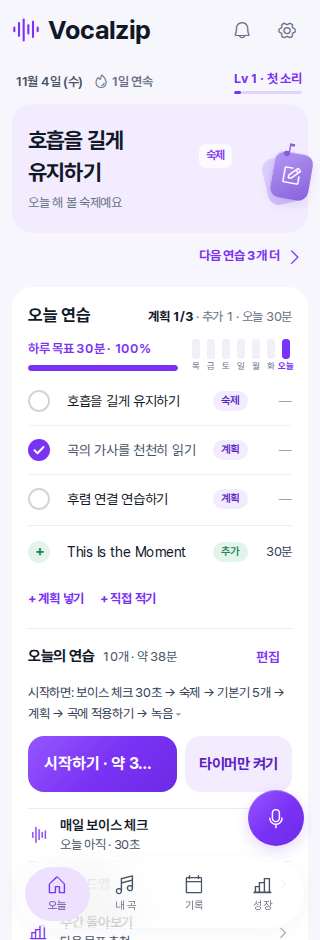 Vocalzip
11월 4일 (수) 1일 연속 Lv 1 · 첫 소리
호흡을 길게
유지하기
숙제
오늘 해 볼 숙제예요
다음 연습 3개 더
오늘 연습 계획 1/3 · 추가 1 · 오늘 30분
하루 목표 30분 · 100%
목 금 토 일 월 화 오늘
호흡을 길게 유지하기 숙제 —
곡의 가사를 천천히 읽기 계획 —
후렴 연결 연습하기 계획 —
This Is the Moment 추가 30분
+ 계획 넣기 + 직접 적기
오늘의 연습 10개 · 약 38분 편집
시작하면: 보이스 체크 30초 → 숙제 → 기본기 5개 →
계획 → 곡에 적용하기 → 녹음
시작하기 · 약 3... 타이머만 켜기
매일 보이스 체크
오늘 아직 · 30초
오늘 내 곡 기록 성장
주간 돌아보기